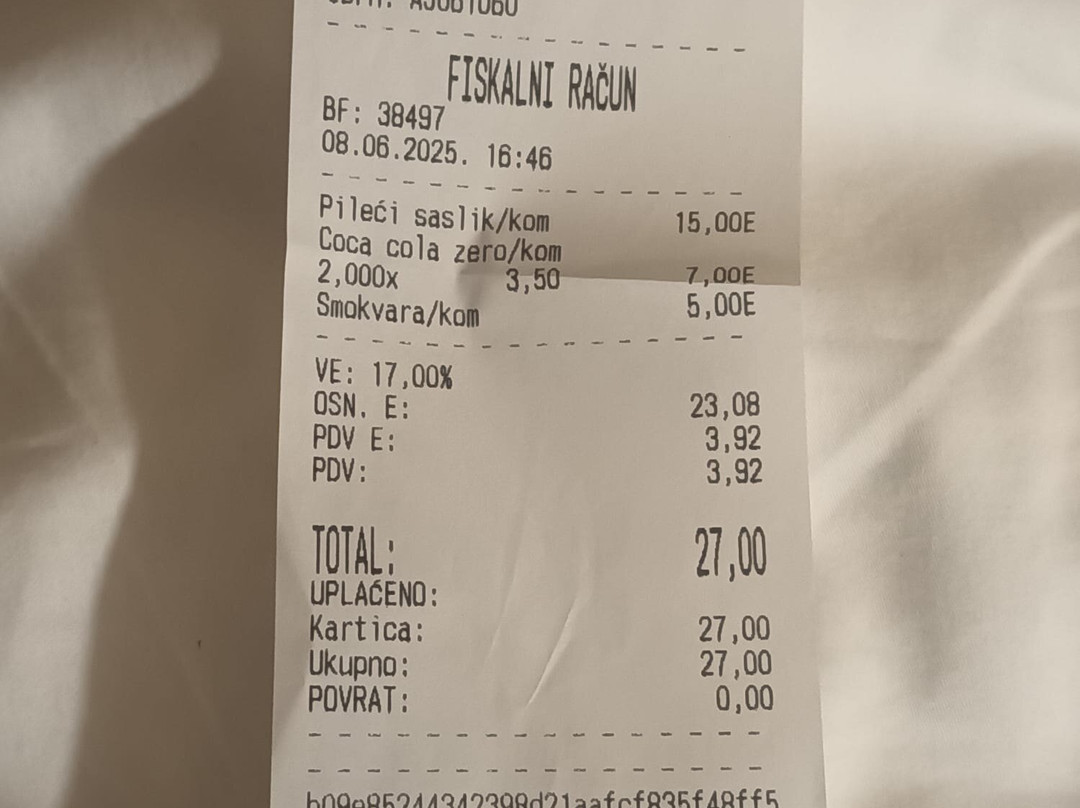 FISKALNI RAČUN
BF: 38497
08.06.2025. 16:46
Pileći saslik/kom 15,00E
Coca cola zero/kom
2,000x 3,50 7,00E
Smokvara/kom 5,00E
VE: 17,00%
OSN. E: 23,08
PDV E: 3,92
PDV: 3,92
TOTAL: 27,00
UPLAĆENO:
Kartica: 27,00
Ukupno: 27,00
POVRAT: 0,00